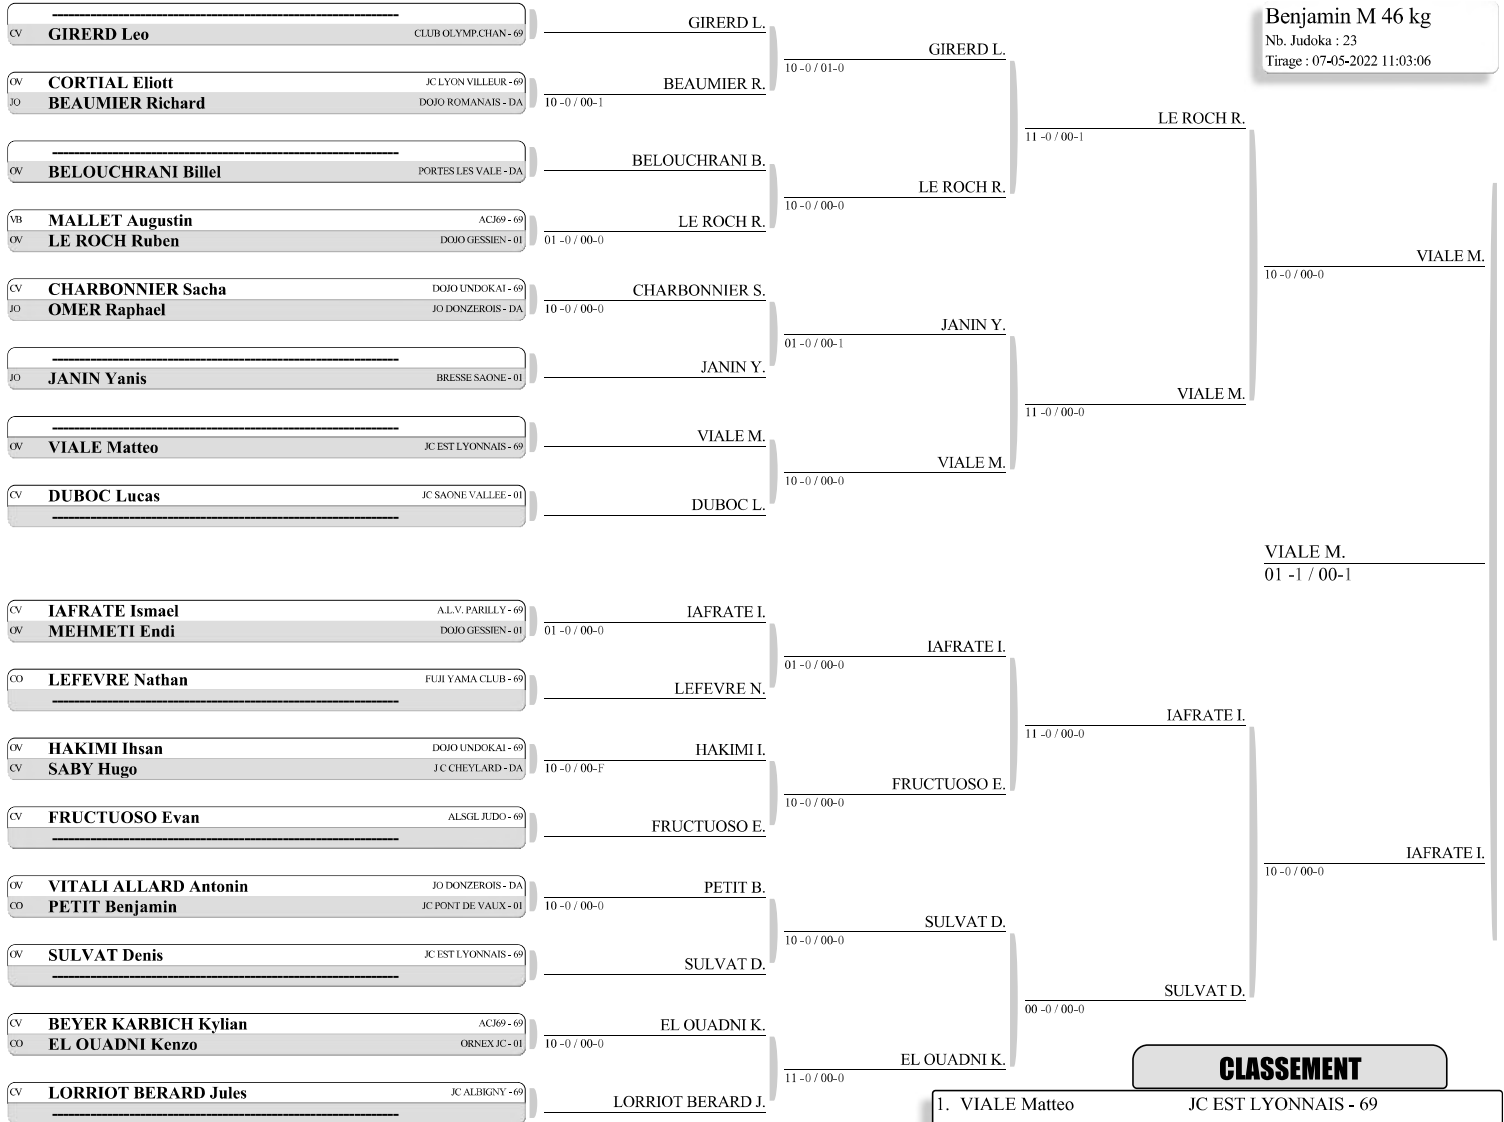 Benjamin M 46 kg
Nb. Judoka : 23
Tirage : 07-05-2022 11:03:06
CV GIRERD Leo CLUB OLYMP.CHAN - 69
OV CORTIAL Eliott JC LYON VILLEUR - 69
JO BEAUMIER Richard DOJO ROMANAIS - DA
OV BELOUCHRANI Billel PORTES LES VALE - DA
VB MALLET Augustin ACJ69 - 69
OV LE ROCH Ruben DOJO GESSIEN - 01
CV CHARBONNIER Sacha DOJO UNDOKAI - 69
JO OMER Raphael JO DONZEROIS - DA
JO JANIN Yanis BRESSE SAONE - 01
OV VIALE Matteo JC EST LYONNAIS - 69
CV DUBOC Lucas JC SAONE VALLEE - 01
CV IAFRATE Ismael A.L.V. PARILLY - 69
OV MEHMETI Endi DOJO GESSIEN - 01
CO LEFEVRE Nathan FUJI YAMA CLUB - 69
OV HAKIMI Ihsan DOJO UNDOKAI - 69
CV SABY Hugo J C CHEYLARD - DA
CV FRUCTUOSO Evan ALSGL JUDO - 69
OV VITALI ALLARD Antonin JO DONZEROIS - DA
CO PETIT Benjamin JC PONT DE VAUX - 01
OV SULVAT Denis JC EST LYONNAIS - 69
CV BEYER KARBICH Kylian ACJ69 - 69
CO EL OUADNI Kenzo ORNEX JC - 01
CV LORRIOT BERARD Jules JC ALBIGNY - 69
GIRERD L.
BEAUMIER R.
10 -0 / 00-1
BELOUCHRANI B.
LE ROCH R.
01 -0 / 00-0
CHARBONNIER S.
10 -0 / 00-0
JANIN Y.
VIALE M.
DUBOC L.
IAFRATE I.
01 -0 / 00-0
LEFEVRE N.
HAKIMI I.
10 -0 / 00-F
FRUCTUOSO E.
PETIT B.
10 -0 / 00-0
SULVAT D.
EL OUADNI K.
10 -0 / 00-0
LORRIOT BERARD J.
GIRERD L.
10 -0 / 01-0
LE ROCH R.
10 -0 / 00-0
JANIN Y.
01 -0 / 00-1
VIALE M.
10 -0 / 00-0
IAFRATE I.
01 -0 / 00-0
FRUCTUOSO E.
10 -0 / 00-0
SULVAT D.
10 -0 / 00-0
EL OUADNI K.
11 -0 / 00-0
LE ROCH R.
11 -0 / 00-1
VIALE M.
11 -0 / 00-0
IAFRATE I.
11 -0 / 00-0
SULVAT D.
00 -0 / 00-0
VIALE M.
10 -0 / 00-0
IAFRATE I.
10 -0 / 00-0
VIALE M.
01 -1 / 00-1
CLASSEMENT
1. VIALE Matteo JC EST LYONNAIS - 69